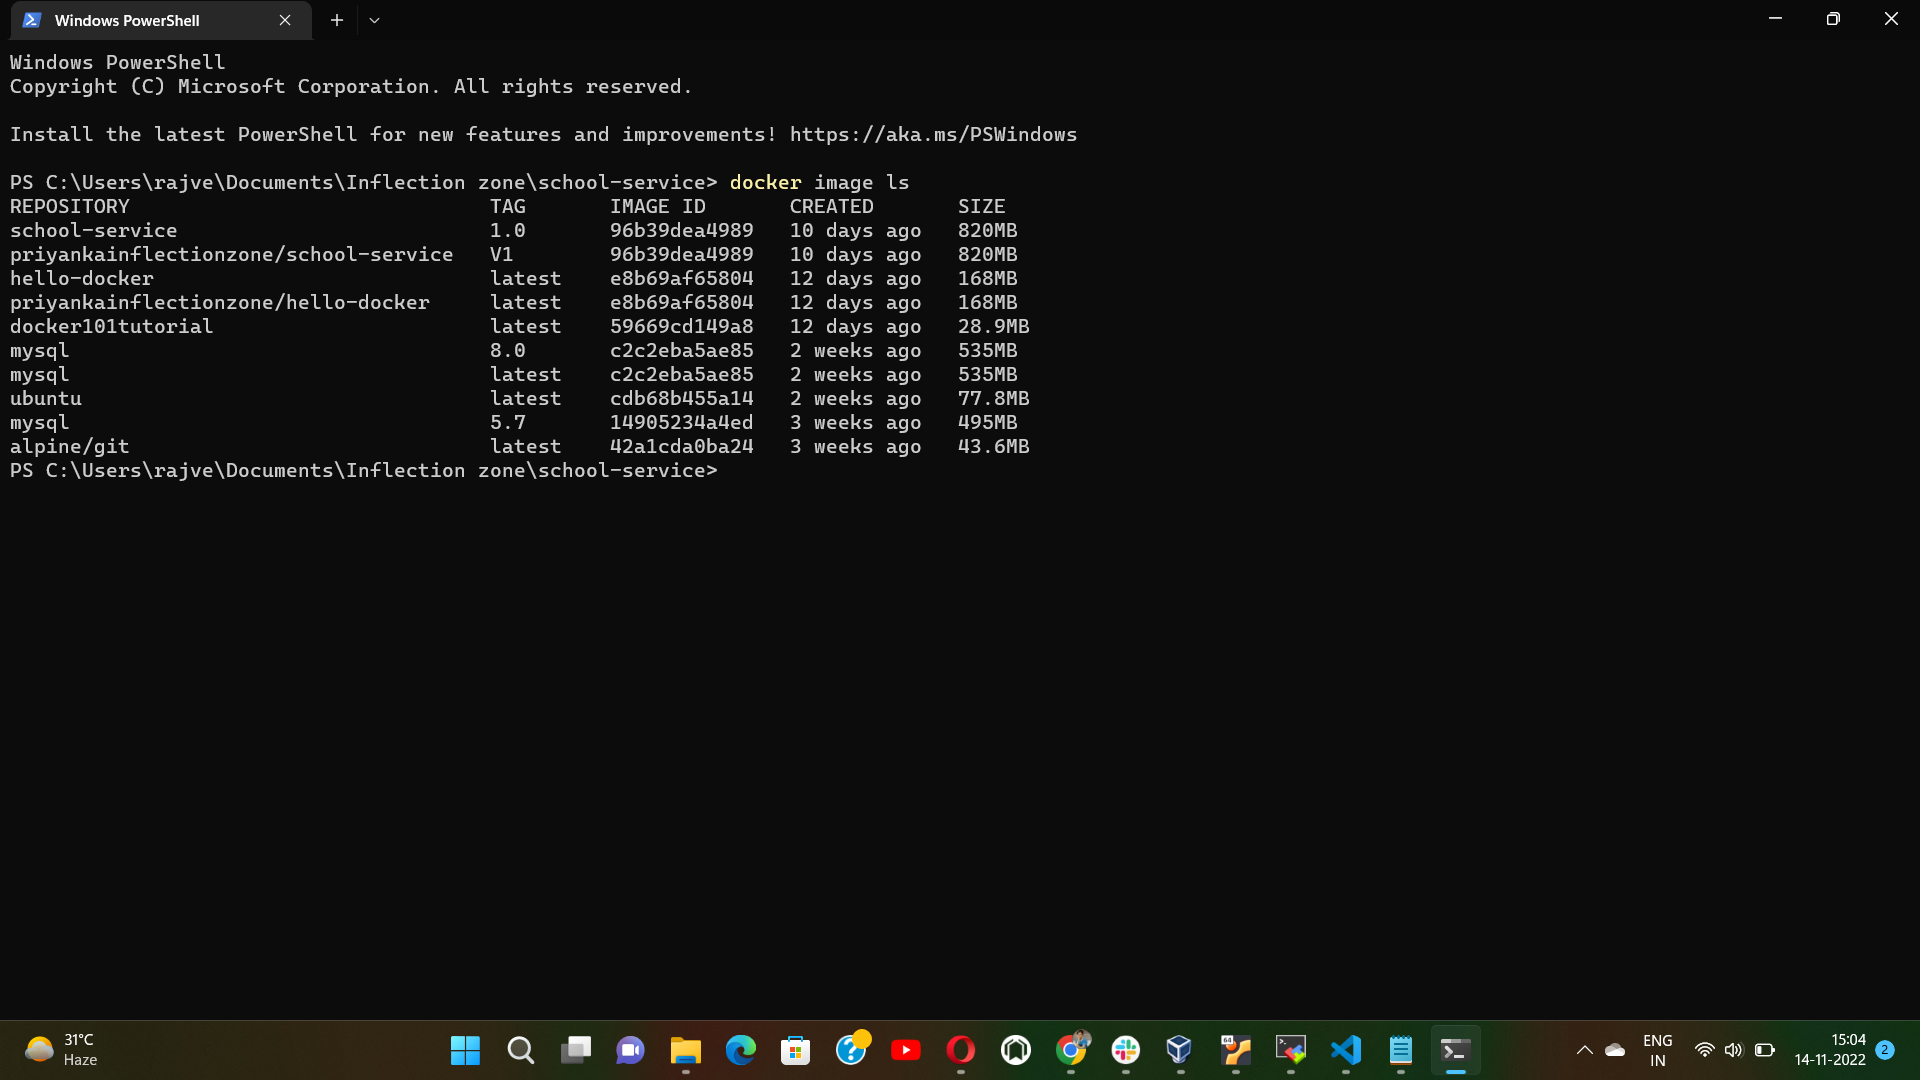 Windows PowerShell
Windows PowerShell
Copyright (C) Microsoft Corporation. All rights reserved.
Install the latest PowerShell for new features and improvements! https://aka.ms/PSWindows
PS C:\Users\rajve\Documents\Inflection zone\school-service> docker image ls
REPOSITORY TAG IMAGE ID CREATED SIZE
school-service 1.0 96b39dea4989 10 days ago 820MB
priyankainflectionzone/school-service V1 96b39dea4989 10 days ago 820MB
hello-docker latest e8b69af65804 12 days ago 168MB
priyankainflectionzone/hello-docker latest e8b69af65804 12 days ago 168MB
docker101tutorial latest 59669cd149a8 12 days ago 28.9MB
mysql 8.0 c2c2eba5ae85 2 weeks ago 535MB
mysql latest c2c2eba5ae85 2 weeks ago 535MB
ubuntu latest cdb68b455a14 2 weeks ago 77.8MB
mysql 5.7 14905234a4ed 3 weeks ago 495MB
alpine/git latest 42a1cda0ba24 3 weeks ago 43.6MB
PS C:\Users\rajve\Documents\Inflection zone\school-service>
31°C
Haze
64
ENG
IN
15:04
14-11-2022
2